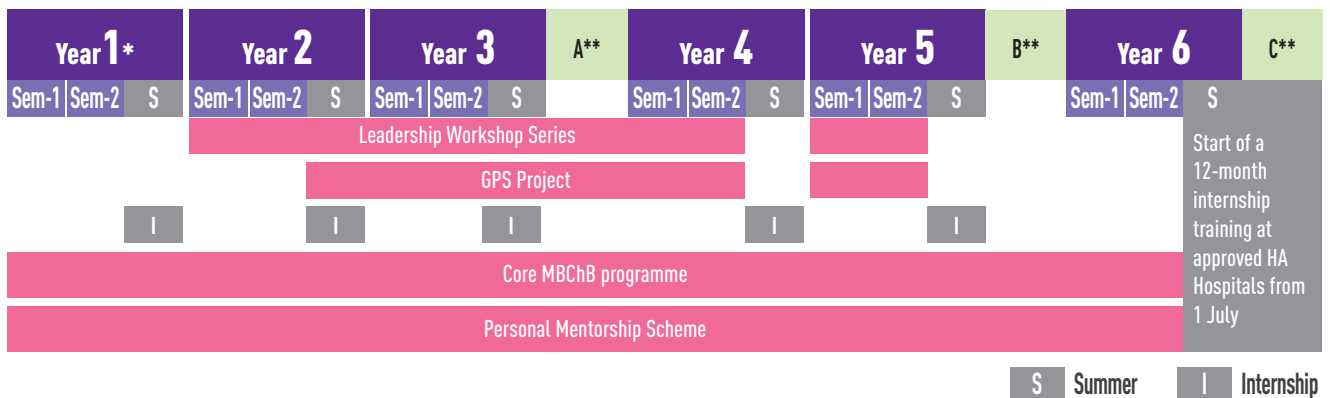 Year 1* Year 2 Year 3 A** Year 4 Year 5 B** Year 6 C**
Sem-1 Sem-2 S Sem-1 Sem-2 S Sem-1 Sem-2 S Sem-1 Sem-2 S Sem-1 Sem-2 S Sem-1 Sem-2 S
Leadership Workshop Series
GPS Project
I I I I I
Core MBChB programme
Personal Mentorship Scheme
Start of a
12-month
internship
training at
approved HA
Hospitals from
1 July
S Summer I Internship